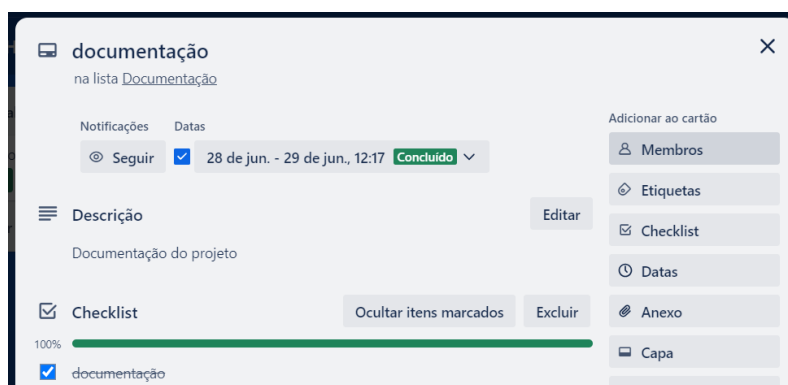 documentação
na lista Documentação
Notificações Datas
Seguir 28 de jun. - 29 de jun., 12:17 Concluído
Descrição Editar
Documentação do projeto
Checklist Ocultar itens marcados Excluir
100%
documentação
Adicionar ao cartão
Membros
Etiquetas
Checklist
Datas
Anexo
Capa